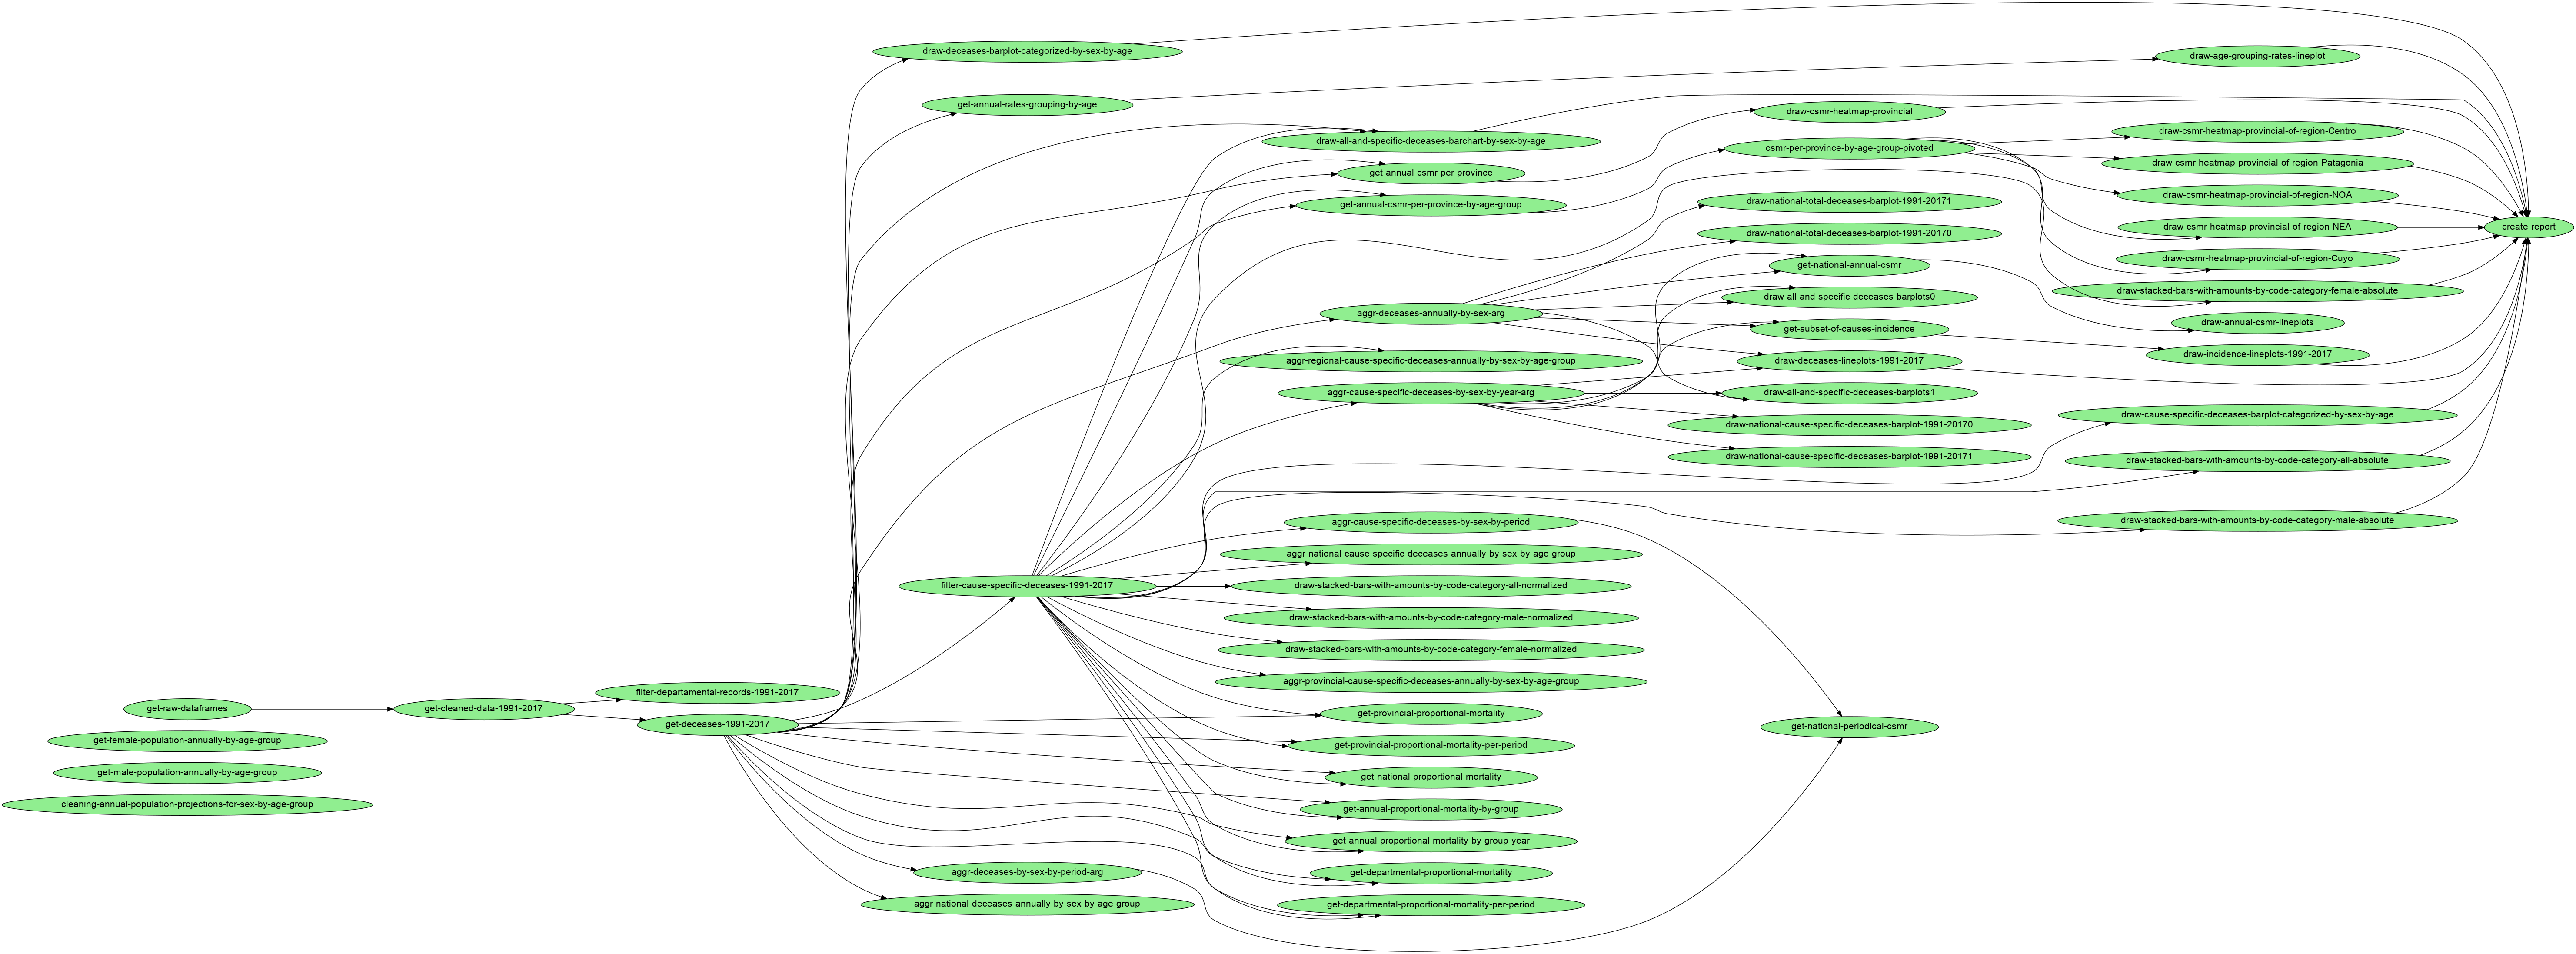 draw-deceases-barplot-categorized-by-sex-by-age
draw-age-grouping-rates-lineplot
get-annual-rates-grouping-by-age
draw-csmr-heatmap-provincial
draw-csmr-heatmap-provincial-of-region-Centro
draw-all-and-specific-deceases-barchart-by-sex-by-age
csmr-per-province-by-age-group-pivoted
draw-csmr-heatmap-provincial-of-region-Patagonia
get-annual-csmr-per-province
draw-csmr-heatmap-provincial-of-region-NOA
get-annual-csmr-per-province-by-age-group
draw-national-total-deceases-barplot-1991-20171
draw-csmr-heatmap-provincial-of-region-NEA
create-report
draw-national-total-deceases-barplot-1991-20170
draw-csmr-heatmap-provincial-of-region-Cuyo
get-national-annual-csmr
draw-stacked-bars-with-amounts-by-code-category-female-absolute
draw-all-and-specific-deceases-barplots0
aggr-deceases-annually-by-sex-arg
draw-annual-csmr-lineplots
get-subset-of-causes-incidence
draw-incidence-lineplots-1991-2017
aggr-regional-cause-specific-deceases-annually-by-sex-by-age-group
draw-deceases-lineplots-1991-2017
aggr-cause-specific-deceases-by-sex-by-year-arg
draw-all-and-specific-deceases-barplots1
draw-cause-specific-deceases-barplot-categorized-by-sex-by-age
draw-national-cause-specific-deceases-barplot-1991-20170
draw-national-cause-specific-deceases-barplot-1991-20171
draw-stacked-bars-with-amounts-by-code-category-all-absolute
aggr-cause-specific-deceases-by-sex-by-period
draw-stacked-bars-with-amounts-by-code-category-male-absolute
aggr-national-cause-specific-deceases-annually-by-sex-by-age-group
filter-cause-specific-deceases-1991-2017
draw-stacked-bars-with-amounts-by-code-category-all-normalized
draw-stacked-bars-with-amounts-by-code-category-male-normalized
draw-stacked-bars-with-amounts-by-code-category-female-normalized
aggr-provincial-cause-specific-deceases-annually-by-sex-by-age-group
filter-departamental-records-1991-2017
get-raw-dataframes
get-cleaned-data-1991-2017
get-provincial-proportional-mortality
get-deceases-1991-2017
get-national-periodical-csmr
get-female-population-annually-by-age-group
get-provincial-proportional-mortality-per-period
get-male-population-annually-by-age-group
get-national-proportional-mortality
cleaning-annual-population-projections-for-sex-by-age-group
get-annual-proportional-mortality-by-group
get-annual-proportional-mortality-by-group-year
aggr-deceases-by-sex-by-period-arg
get-departmental-proportional-mortality
aggr-national-deceases-annually-by-sex-by-age-group
get-departmental-proportional-mortality-per-period